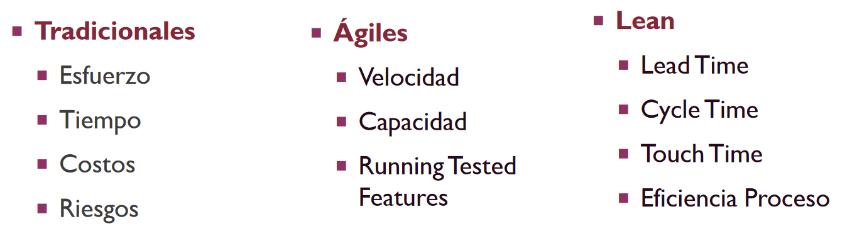 Tradicionales
Esfuerzo
Tiempo
Costos
Riesgos
Ágiles
Velocidad
Capacidad
Running Tested
Features
Lean
Lead Time
Cycle Time
Touch Time
Eficiencia Proceso